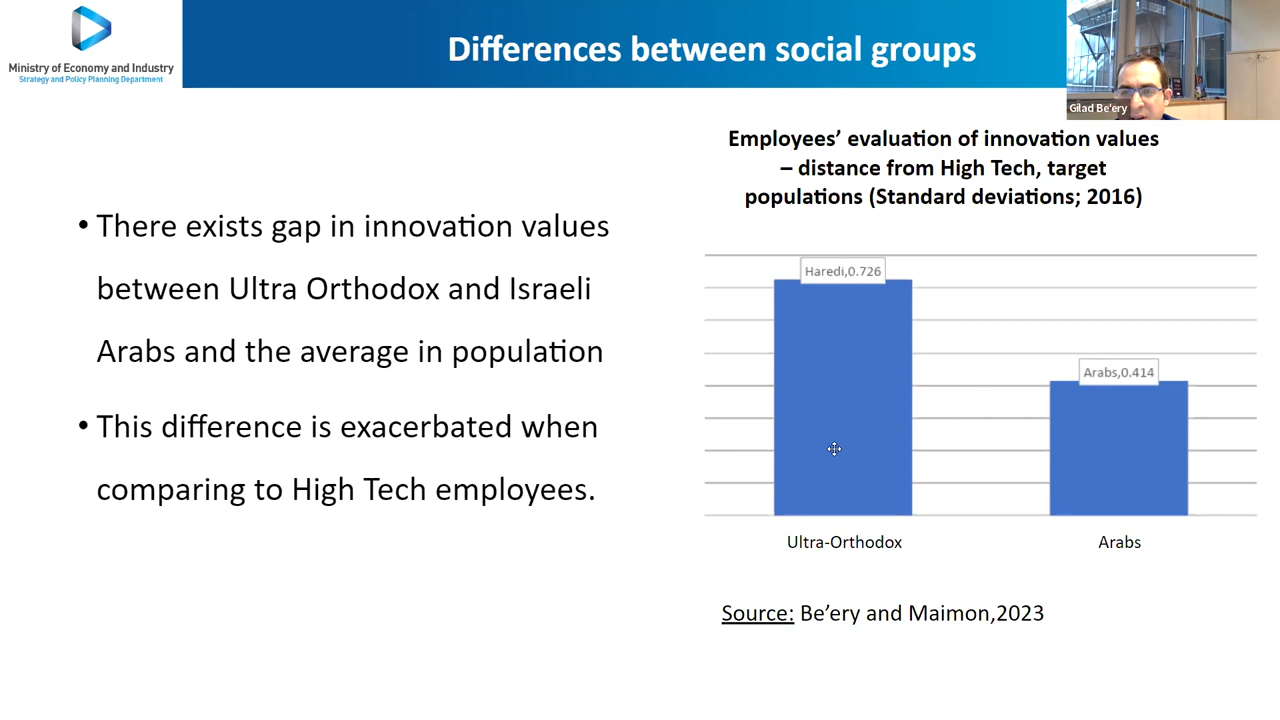 Ministry of Economy and Industry
Strategy and Policy Planning Department
Differences between social groups
Gilad Be'ery
• There exists gap in innovation values
between Ultra Orthodox and Israeli
Arabs and the average in population
• This difference is exacerbated when
comparing to High Tech employees.
Employees’ evaluation of innovation values
– distance from High Tech, target
populations (Standard deviations; 2016)
Haredi,0.726
Arabs,0.414
Ultra-Orthodox
Arabs
Source: Be’ery and Maimon,2023